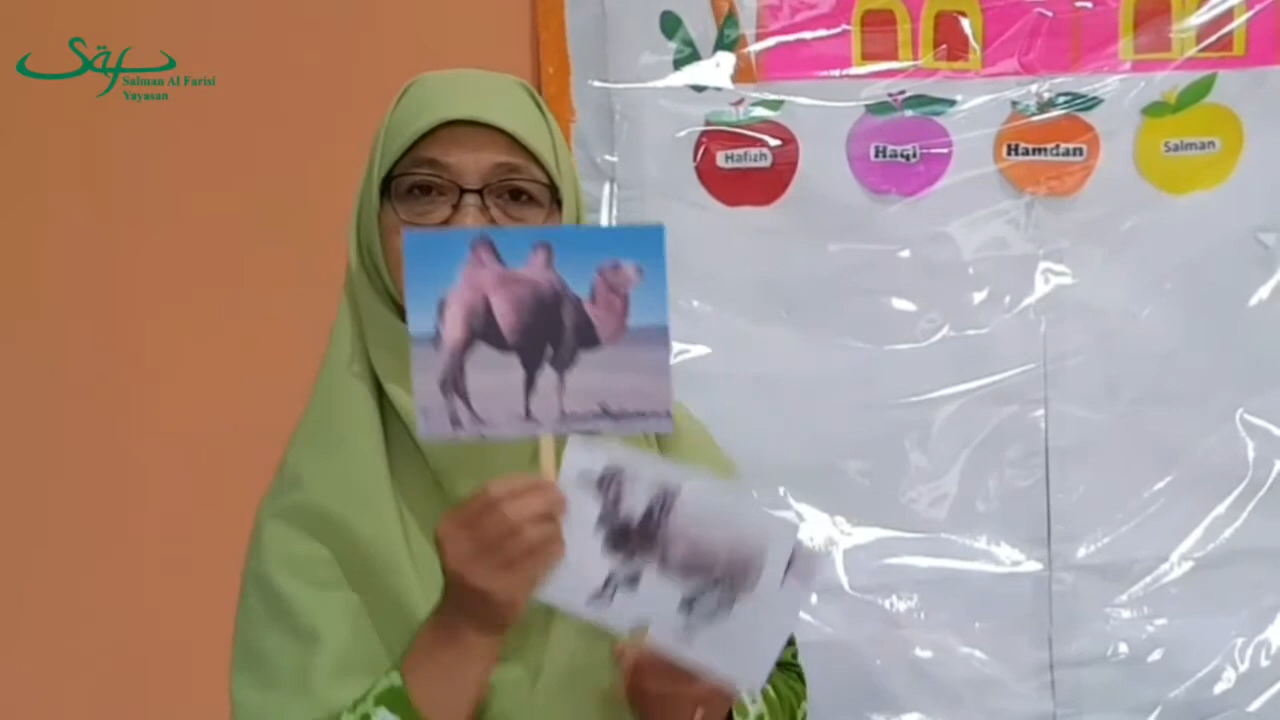 Salman Al Farisi
Yayasan
Hafizh
Haqi
Hamdan
Salman